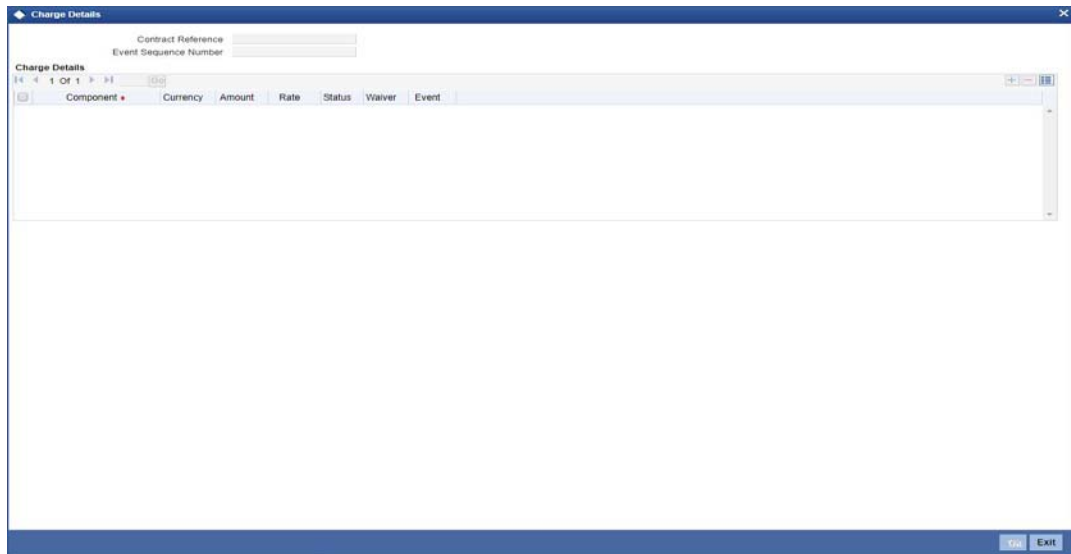 Charge Details
Contract Reference
Event Sequence Number
Charge Details
1 Of 1 Go
Component * Currency Amount Rate Status Waiver Event
Ok Exit